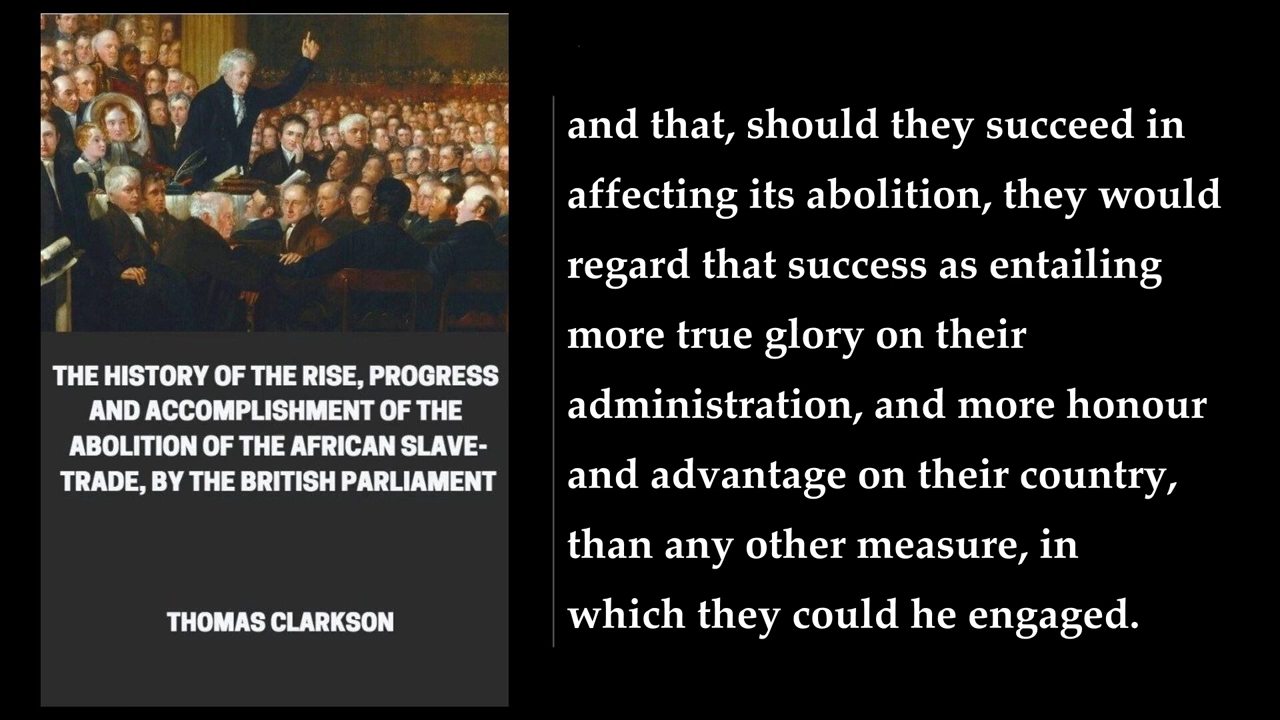 THE HISTORY OF THE RISE, PROGRESS
AND ACCOMPLISHMENT OF THE
ABOLITION OF THE AFRICAN SLAVE-
TRADE, BY THE BRITISH PARLIAMENT
THOMAS CLARKSON
and that, should they succeed in
affecting its abolition, they would
regard that success as entailing
more true glory on their
administration, and more honour
and advantage on their country,
than any other measure, in
which they could he engaged.